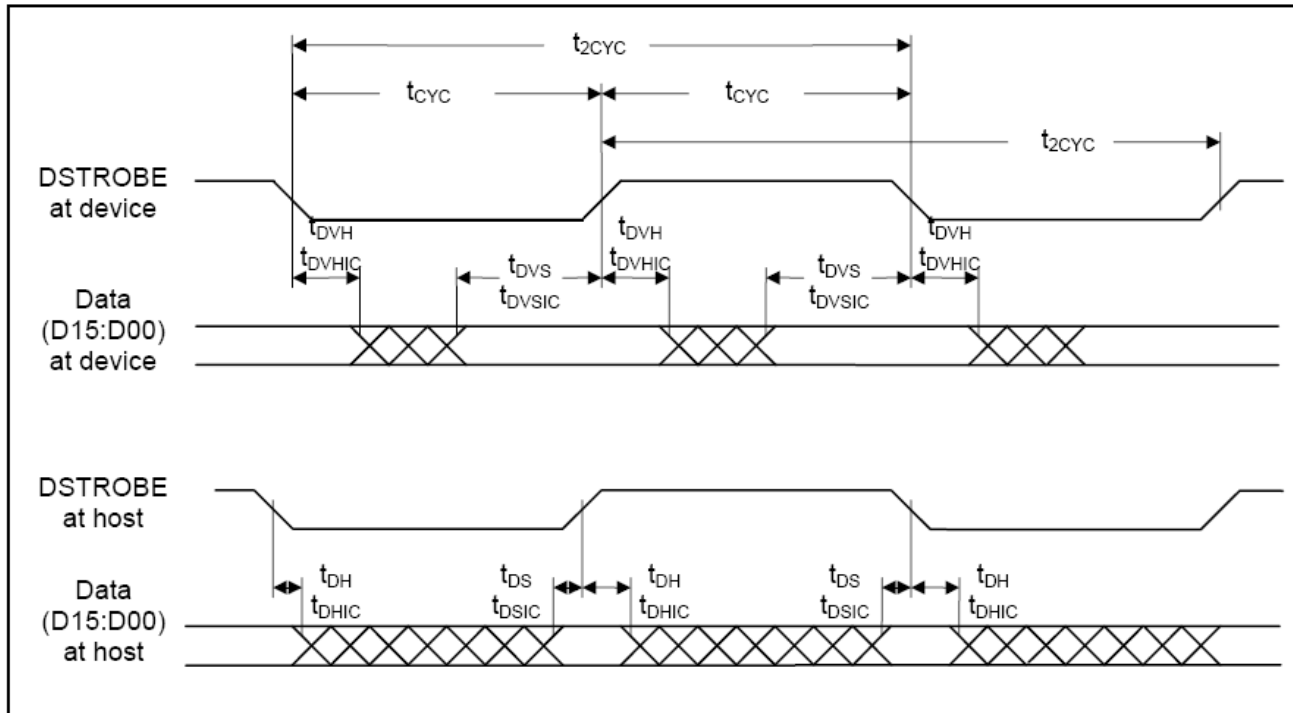 t2CYC
tCYC tCYC
t2CYC
DSTROBE
at device
tDVH tDVH tDVH
tDVHIC tDVS tDVHIC tDVS tDVHIC
tDVSIC tDVSIC
Data
(D15:D00)
at device
DSTROBE
at host
tDH tDS tDH tDS tDH
tDHIC tDSIC tDHIC tDSIC tDHIC
Data
(D15:D00)
at host